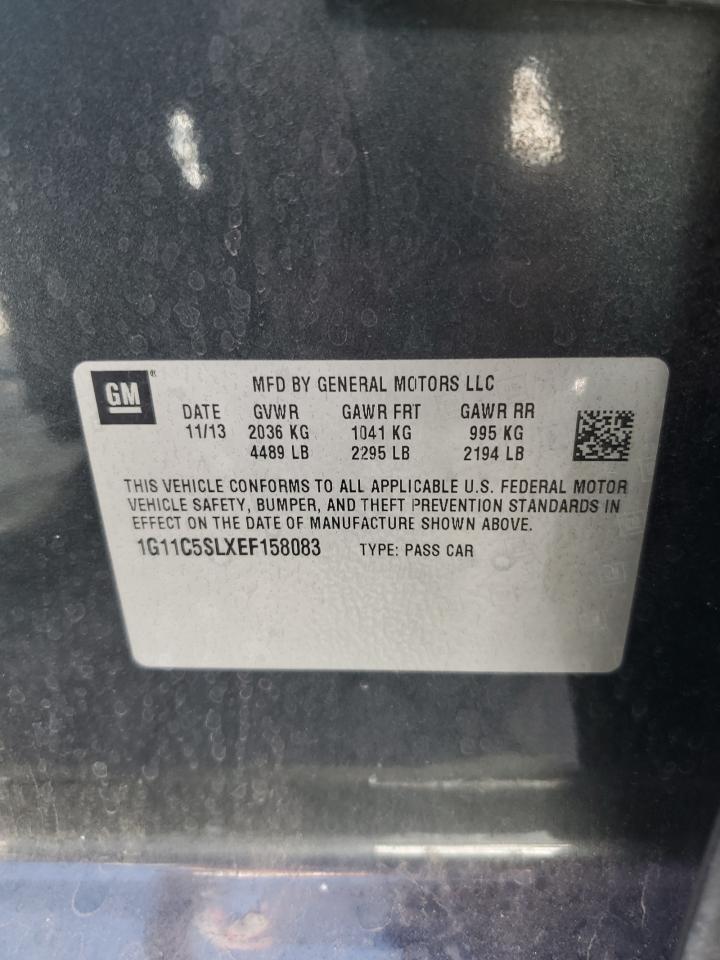 GM®
MFD BY GENERAL MOTORS LLC
DATE GVWR GAWR FRT GAWR RR
11/13 2036 KG 1041 KG 995 KG
4489 LB 2295 LB 2194 LB
THIS VEHICLE CONFORMS TO ALL APPLICABLE U.S. FEDERAL MOTOR
VEHICLE SAFETY, BUMPER, AND THEFT PREVENTION STANDARDS IN
EFFECT ON THE DATE OF MANUFACTURE SHOWN ABOVE.
1G11C5SLXEF158083 TYPE: PASS CAR